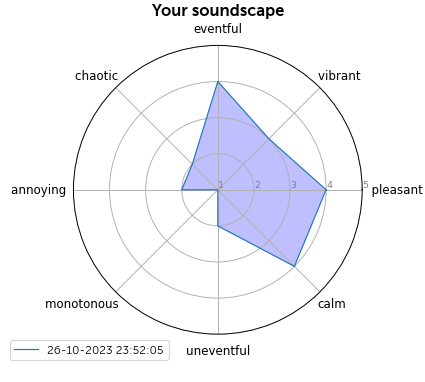 Your soundscape
eventful
chaotic
vibrant
annoying
1
2
3
4
5
pleasant
monotonous
calm
26-10-2023 23:52:05
uneventful